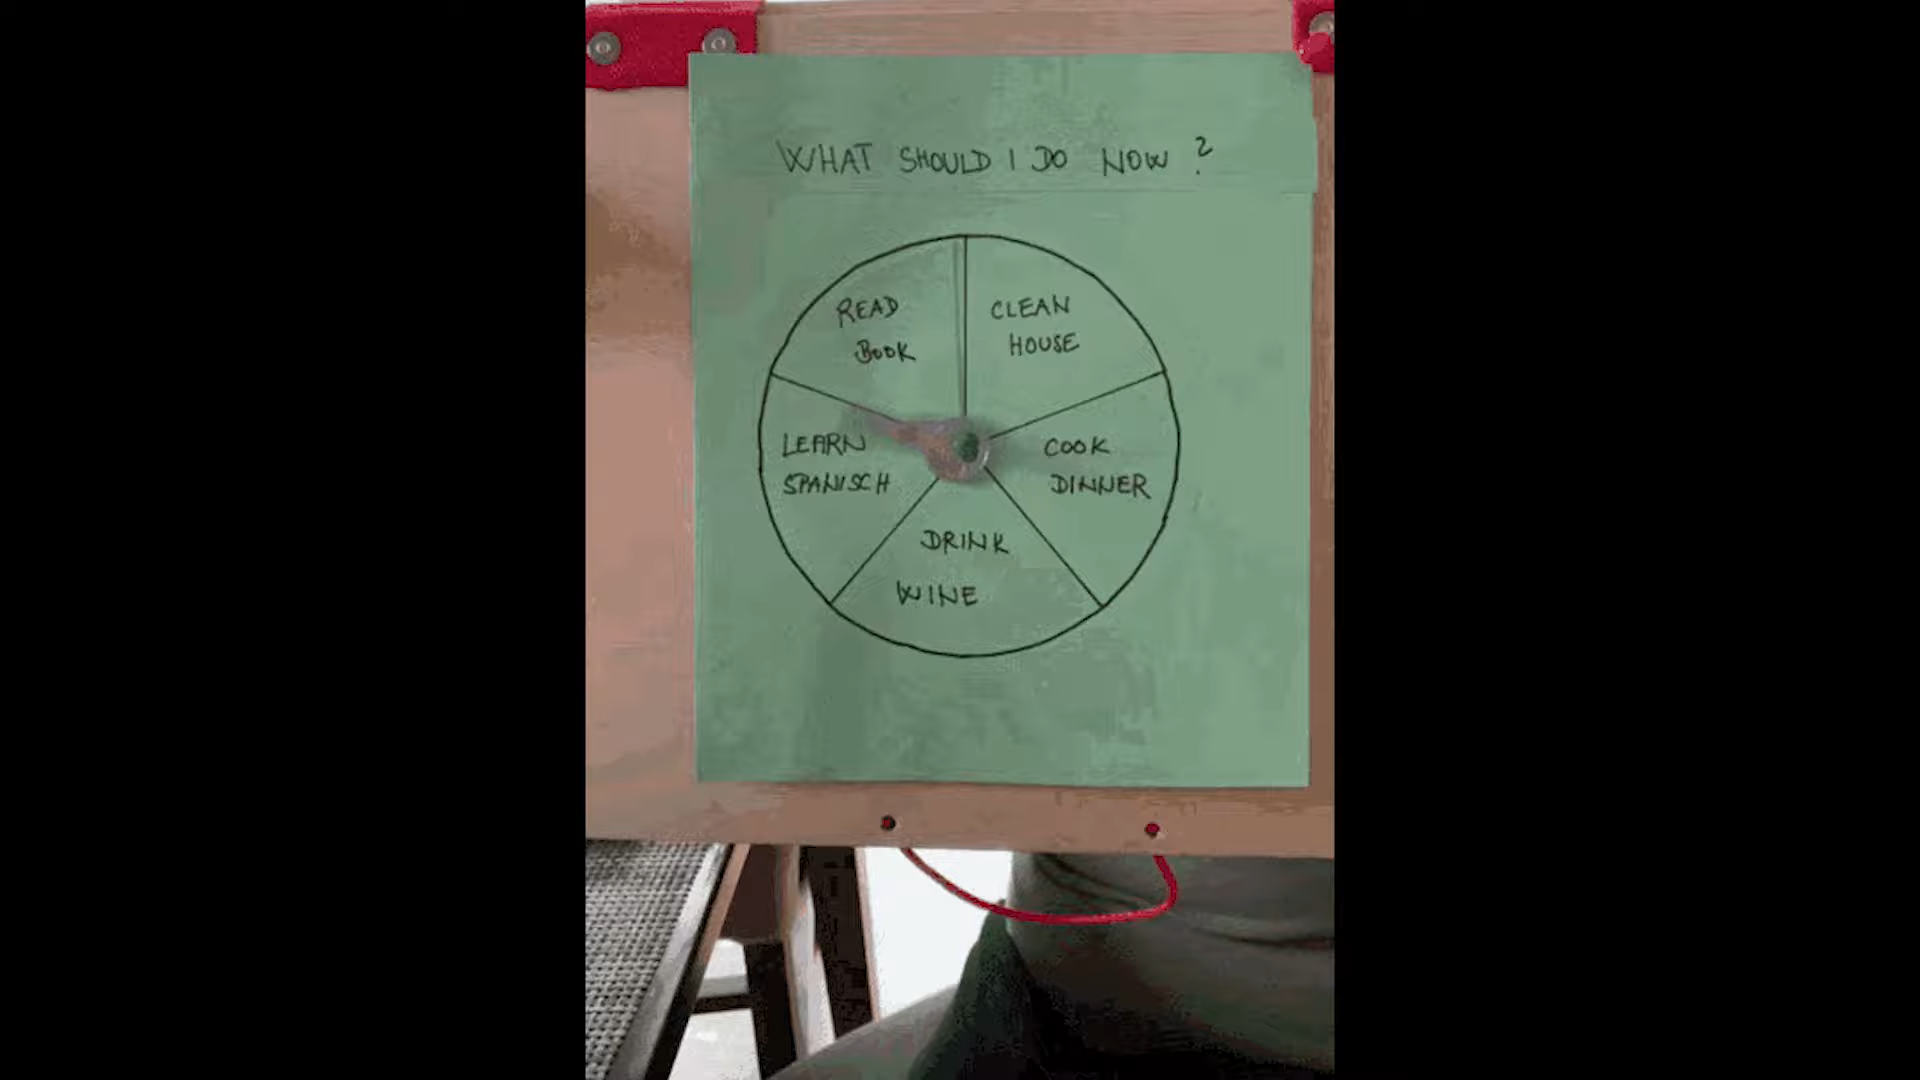 WHAT SHOULD I DO NOW?
READ
BOOK
CLEAN
HOUSE
LEARN
SPANISCH
COOK
DINNER
DRINK
WINE